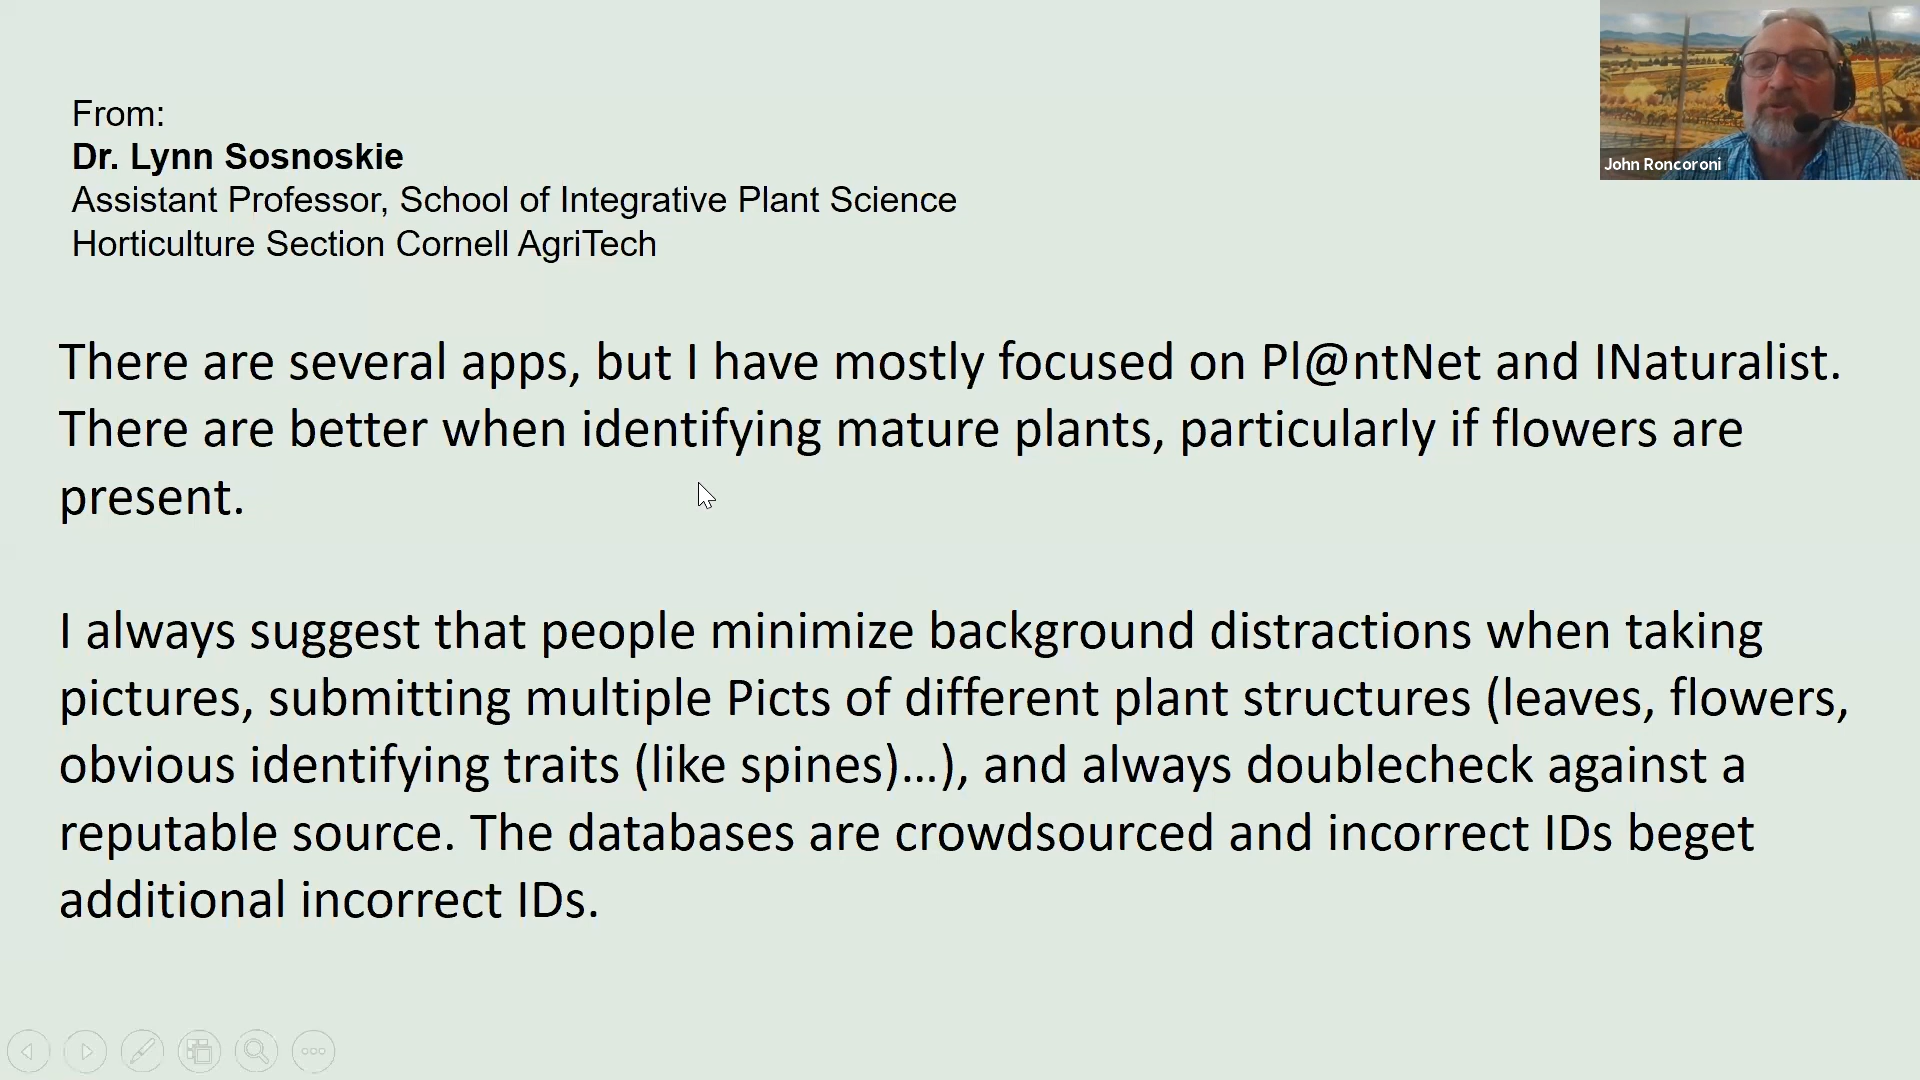 From:
Dr. Lynn Sosnoskie
Assistant Professor, School of Integrative Plant Science
Horticulture Section Cornell AgriTech
John Roncoroni
There are several apps, but I have mostly focused on Pl@ntNet and INaturalist.
There are better when identifying mature plants, particularly if flowers are
present.
I always suggest that people minimize background distractions when taking
pictures, submitting multiple Picts of different plant structures (leaves, flowers,
obvious identifying traits (like spines)...), and always doublecheck against a
reputable source. The databases are crowdsourced and incorrect IDs beget
additional incorrect IDs.